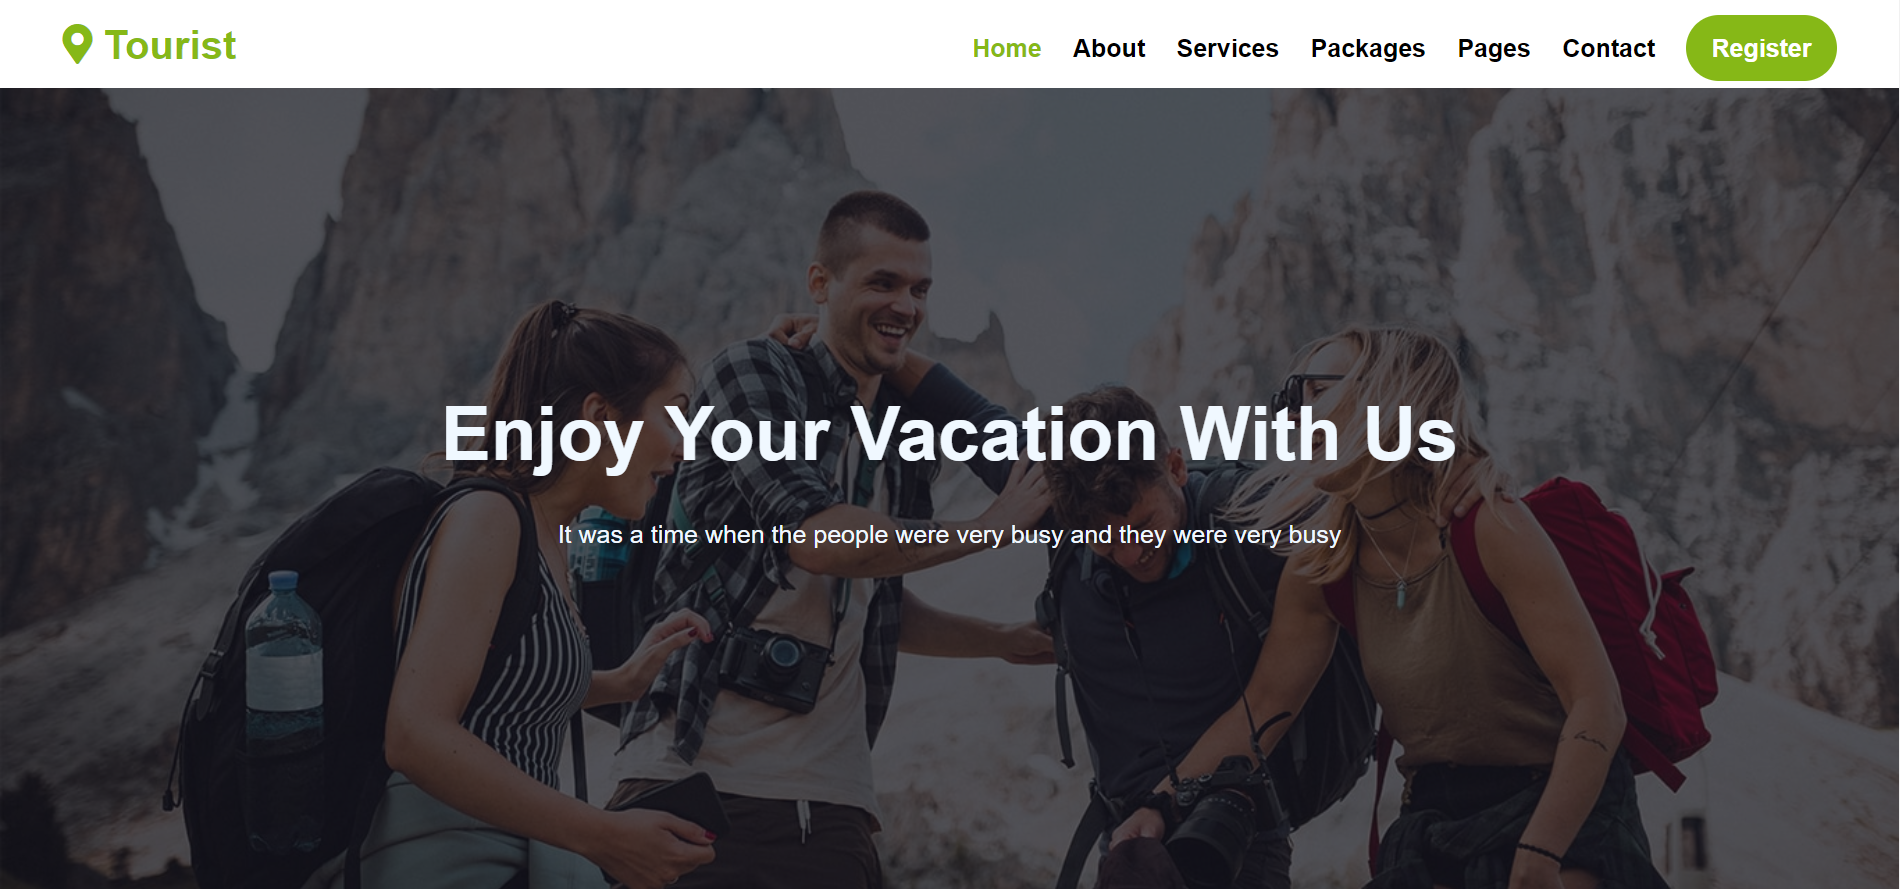 Tourist
Home About Services Packages Pages Contact Register
Enjoy Your Vacation With Us
It was a time when the people were very busy and they were very busy